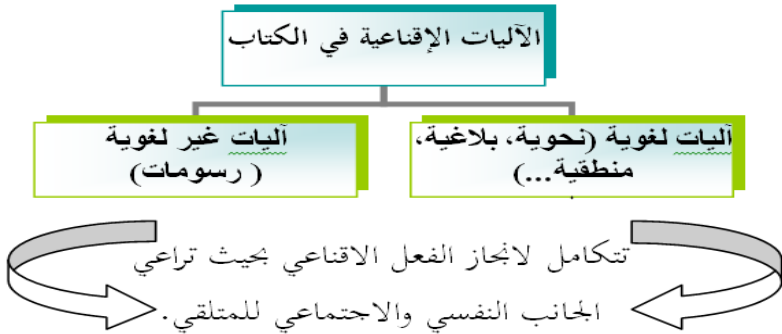 الآليات الإقناعية في الكتاب
آليات لغوية (نحوية، بلاغية،
منطقية...)
آليات غير لغوية
( رسومات)
تتكامل لانجاز الفعل الاقناعي بحيث تراعي
الجانب النفسي والاجتماعي للمتلقي.